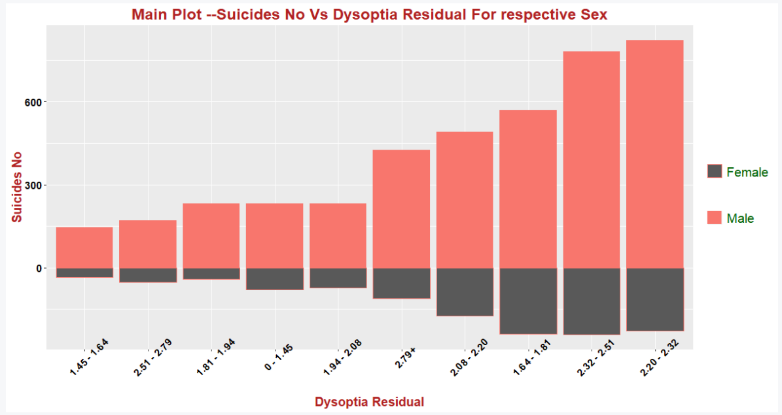 Main Plot --Suicides No Vs Dysoptia Residual For respective Sex
Suicides No
600
300
0
1.45 - 1.64
2.51 - 2.79
1.81 - 1.94
0 - 1.45
1.94 - 2.08
2.79+
2.08 - 2.20
1.64 - 1.81
2.32 - 2.51
2.20 - 2.32
Dysoptia Residual
Female
Male